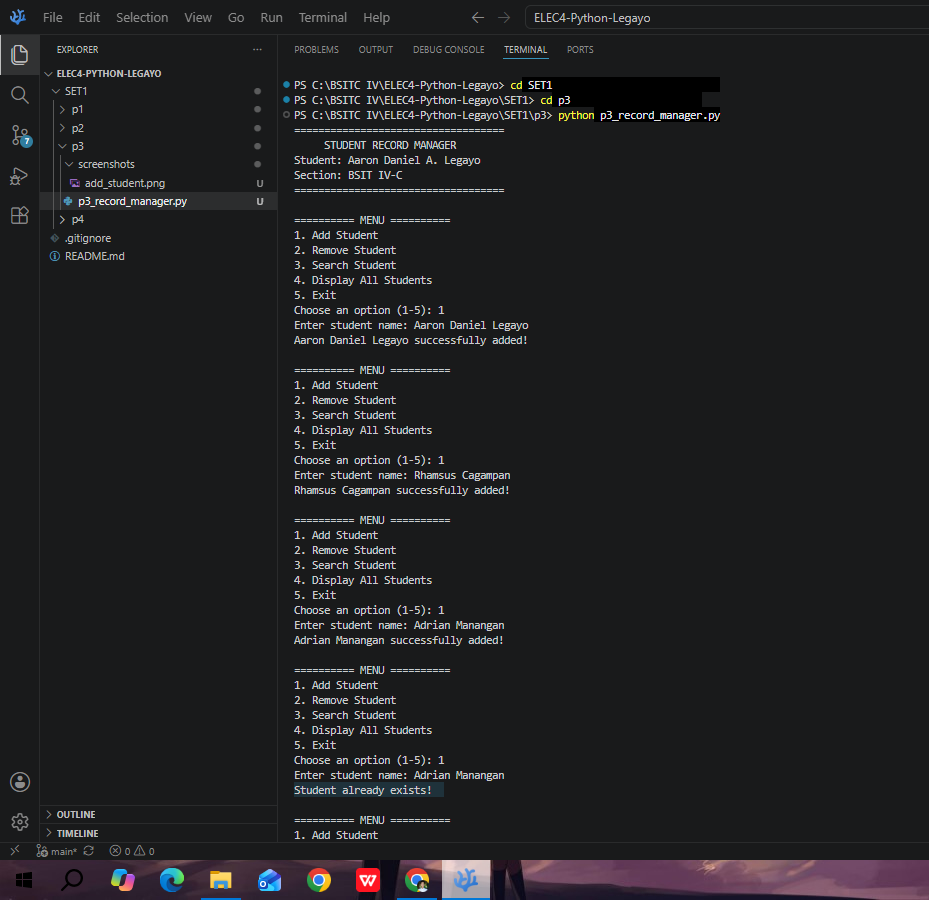 File Edit Selection View Go Run Terminal Help
ELEC4-Python-Legayo
EXPLORER
ELEC4-PYTHON-LEGAYO
SET1
p1
p2
p3
screenshots
add_student.png U
p3_record_manager.py U
p4
.gitignore
README.md
OUTLINE
TIMELINE
7
PROBLEMS OUTPUT DEBUG CONSOLE TERMINAL PORTS
PS C:\BSITC IV\ELEC4-Python-Legayo> cd SET1
PS C:\BSITC IV\ELEC4-Python-Legayo\SET1> cd p3
PS C:\BSITC IV\ELEC4-Python-Legayo\SET1\p3> python p3_record_manager.py
===================================
STUDENT RECORD MANAGER
Student: Aaron Daniel A. Legayo
Section: BSIT IV-C
===================================
========== MENU ==========
1. Add Student
2. Remove Student
3. Search Student
4. Display All Students
5. Exit
Choose an option (1-5): 1
Enter student name: Aaron Daniel Legayo
Aaron Daniel Legayo successfully added!
========== MENU ==========
1. Add Student
2. Remove Student
3. Search Student
4. Display All Students
5. Exit
Choose an option (1-5): 1
Enter student name: Rhamsus Cagampan
Rhamsus Cagampan successfully added!
========== MENU ==========
1. Add Student
2. Remove Student
3. Search Student
4. Display All Students
5. Exit
Choose an option (1-5): 1
Enter student name: Adrian Manangan
Adrian Manangan successfully added!
========== MENU ==========
1. Add Student
2. Remove Student
3. Search Student
4. Display All Students
5. Exit
Choose an option (1-5): 1
Enter student name: Adrian Manangan
Student already exists!
========== MENU ==========
1. Add Student
main* 0 0